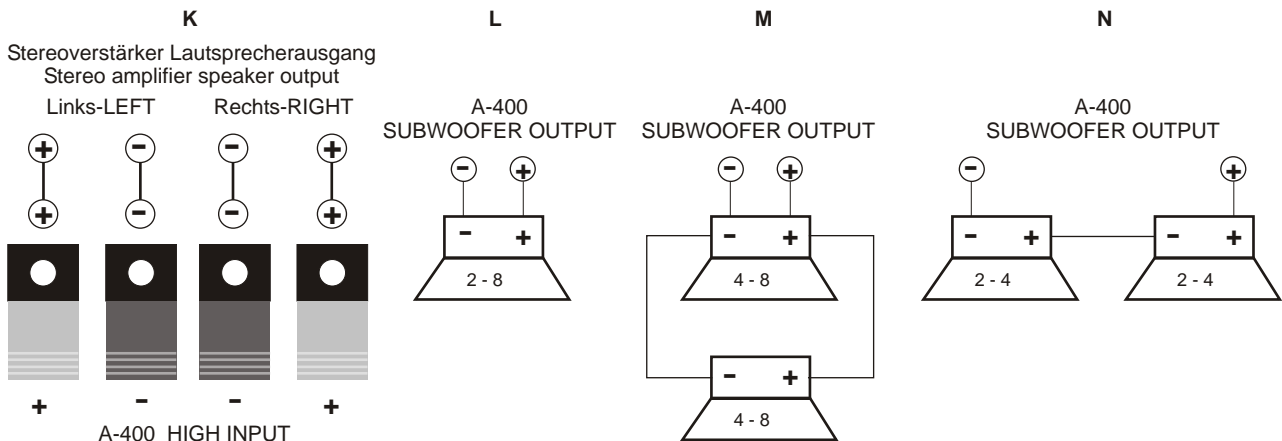 K
Stereoverstärker Lautsprecherausgang
Stereo amplifier speaker output
Links-LEFT Rechts-RIGHT
+ - - +
+ - - +
+ - - +
A-400 HIGH INPUT
L
A-400
SUBWOOFER OUTPUT
- +
- +
2 - 8
M
A-400
SUBWOOFER OUTPUT
- +
- +
4 - 8
- +
4 - 8
N
A-400
SUBWOOFER OUTPUT
- +
- + - +
2 - 4 2 - 4